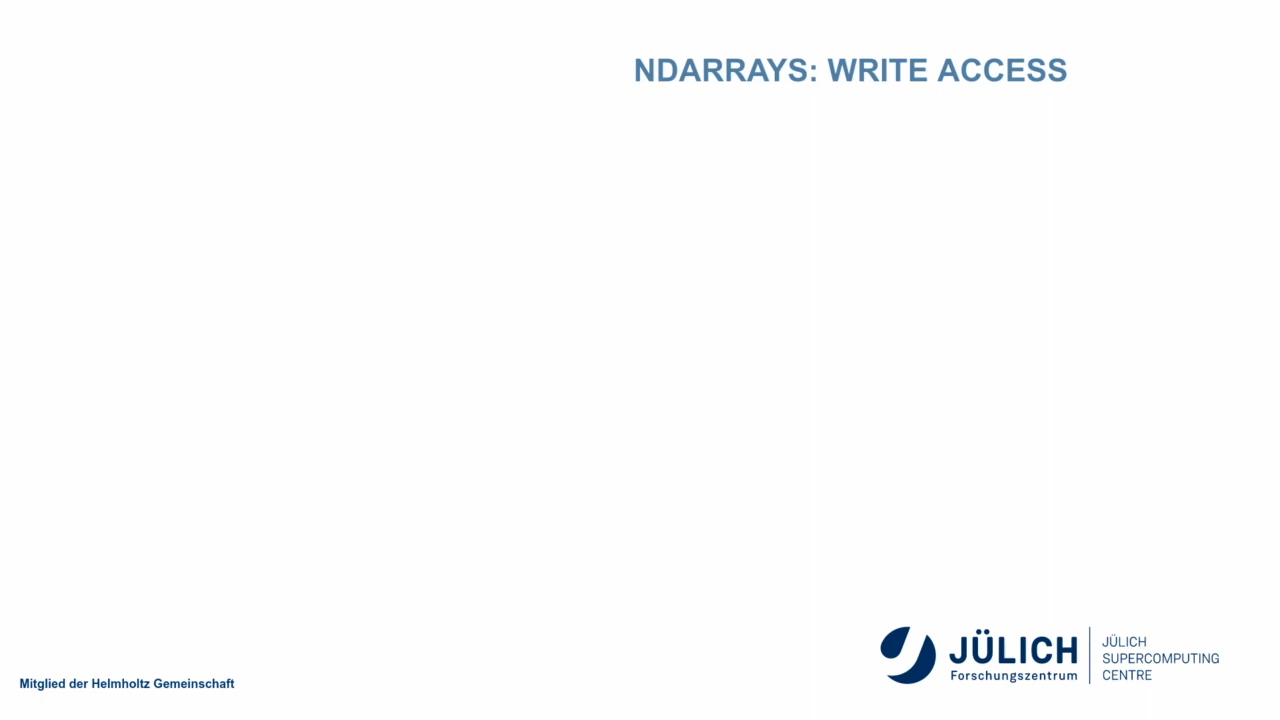 NDARRAYS: WRITE ACCESS
JÜLICH
Forschungszentrum
JÜLICH
SUPERCOMPUTING
CENTRE
Mitglied der Helmholtz Gemeinschaft